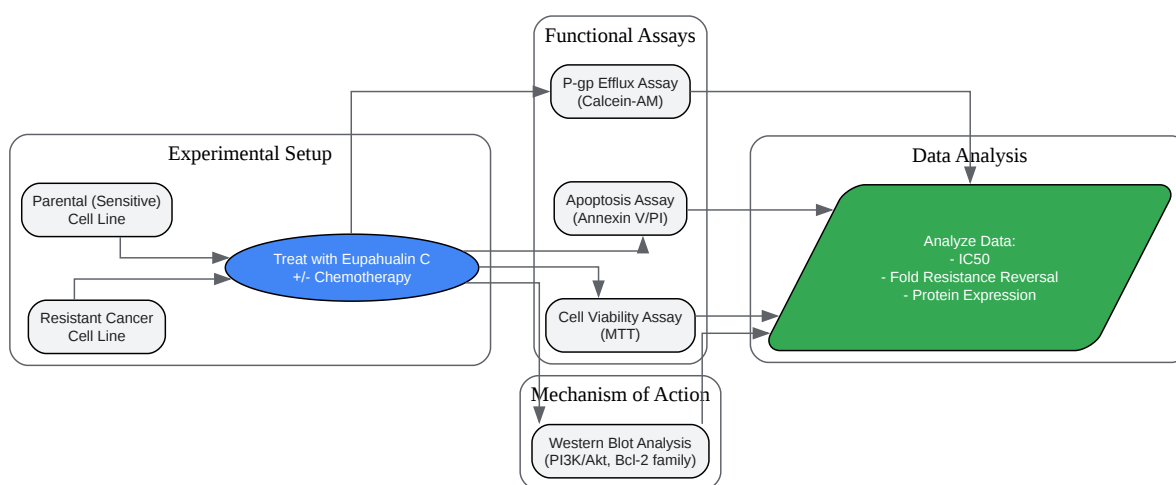 Functional Assays
P-gp Efflux Assay
(Calcein-AM)
Experimental Setup
Data Analysis
Parental (Sensitive)
Cell Line
Apoptosis Assay
(Annexin V/PI)
Treat with Eupahualin C
+/- Chemotherapy
Analyze Data:
- IC50
- Fold Resistance Reversal
- Protein Expression
Resistant Cancer
Cell Line
Cell Viability Assay
(MTT)
Mechanism of Action
Western Blot Analysis
(PI3K/Akt, Bcl-2 family)